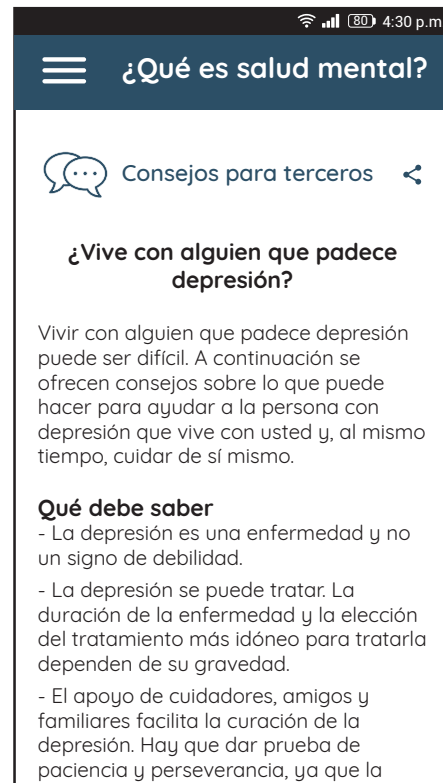 80 4:30 p.m
¿Qué es salud mental?
Consejos para terceros
¿Vive con alguien que padece
depresión?
Vivir con alguien que padece depresión
puede ser difícil. A continuación se
ofrecen consejos sobre lo que puede
hacer para ayudar a la persona con
depresión que vive con usted y, al mismo
tiempo, cuidar de sí mismo.
Qué debe saber
- La depresión es una enfermedad y no
un signo de debilidad.
- La depresión se puede tratar. La
duración de la enfermedad y la elección
del tratamiento más idóneo para tratarla
dependen de su gravedad.
- El apoyo de cuidadores, amigos y
familiares facilita la curación de la
depresión. Hay que dar prueba de
paciencia y perseverancia, ya que la